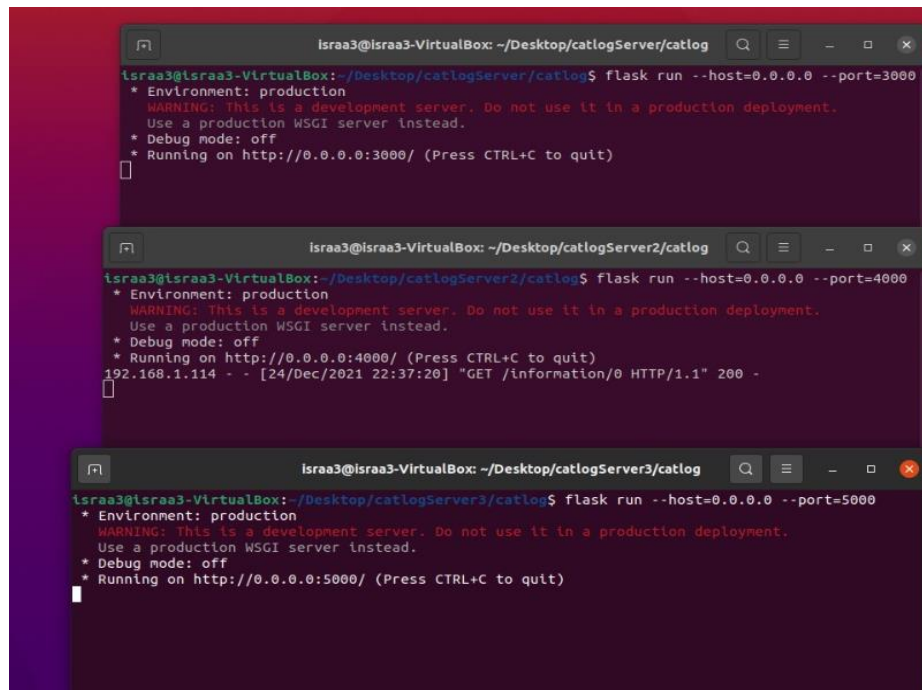 israa3@israa3-VirtualBox: ~/Desktop/catlogServer/catlog
israa3@israa3-VirtualBox:~/Desktop/catlogServer/catlog$ flask run --host=0.0.0.0 --port=3000
* Environment: production
WARNING: This is a development server. Do not use it in a production deployment.
Use a production WSGI server instead.
* Debug mode: off
* Running on http://0.0.0.0:3000/ (Press CTRL+C to quit)
israa3@israa3-VirtualBox: ~/Desktop/catlogServer2/catlog
israa3@israa3-VirtualBox:~/Desktop/catlogServer2/catlog$ flask run --host=0.0.0.0 --port=4000
* Environment: production
WARNING: This is a development server. Do not use it in a production deployment.
Use a production WSGI server instead.
* Debug mode: off
* Running on http://0.0.0.0:4000/ (Press CTRL+C to quit)
192.168.1.114 - - [24/Dec/2021 22:37:20] "GET /information/0 HTTP/1.1" 200 -
israa3@israa3-VirtualBox: ~/Desktop/catlogServer3/catlog
israa3@israa3-VirtualBox:~/Desktop/catlogServer3/catlog$ flask run --host=0.0.0.0 --port=5000
* Environment: production
WARNING: This is a development server. Do not use it in a production deployment.
Use a production WSGI server instead.
* Debug mode: off
* Running on http://0.0.0.0:5000/ (Press CTRL+C to quit)